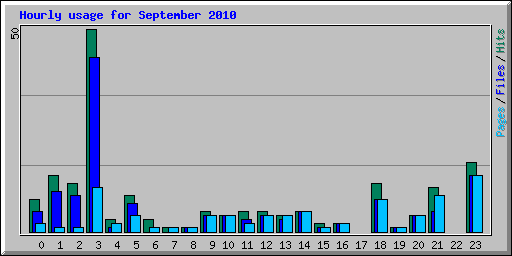 Hourly usage for September 2010
50
Pages / Files / Hits
0 1 2 3 4 5 6 7 8 9 10 11 12 13 14 15 16 17 18 19 20 21 22 23